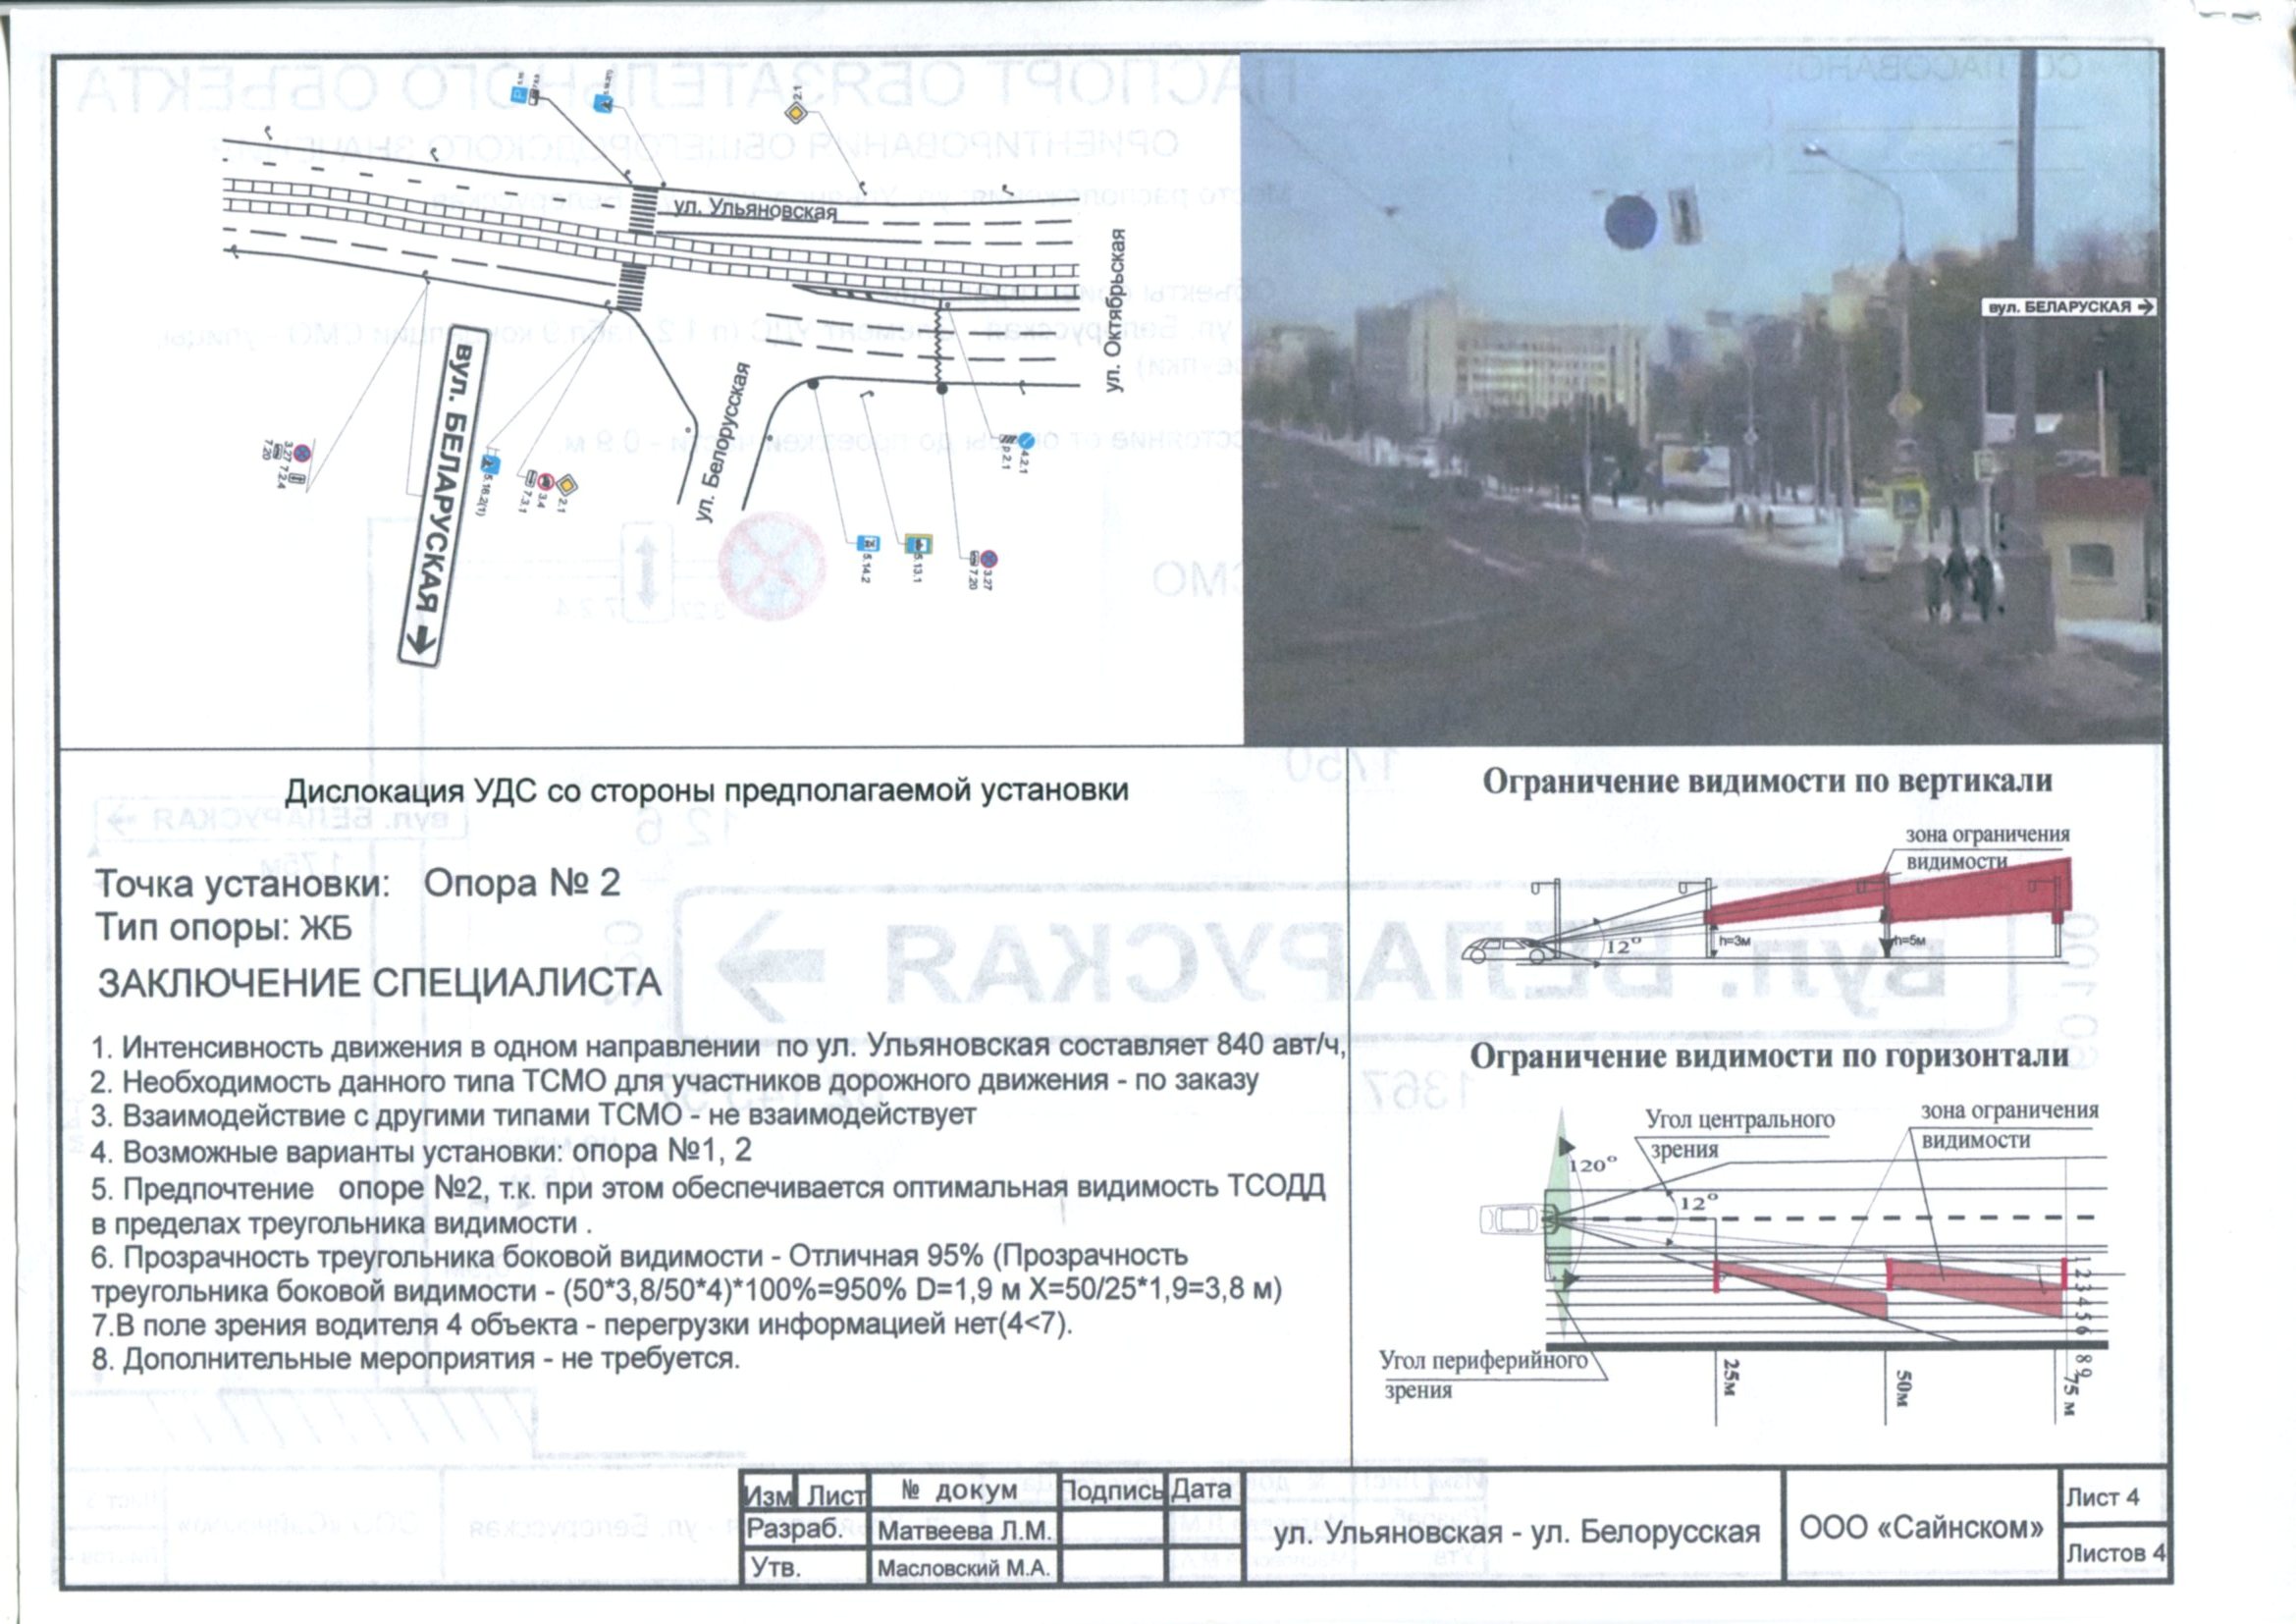 ул. Ульяновская
ул. Октябрьская
ул. Белорусская
вул. БЕЛАРУСКАЯ
2.1
3.27
7.2.4
7.20
5.16.2(1)
7.3.1
3.4
2.1
4.2.1
р 2.1
5.14.2
5.13.1
3.27
7.20
вул. БЕЛАРУСКАЯ
Дислокация УДС со стороны предполагаемой установки
Точка установки: Опора № 2
Тип опоры: ЖБ
ЗАКЛЮЧЕНИЕ СПЕЦИАЛИСТА
1. Интенсивность движения в одном направлении по ул. Ульяновская составляет 840 авт/ч,
2. Необходимость данного типа ТСМО для участников дорожного движения - по заказу
3. Взаимодействие с другими типами ТСМО - не взаимодействует
4. Возможные варианты установки: опора №1, 2
5. Предпочтение опоре №2, т.к. при этом обеспечивается оптимальная видимость ТСОДД
в пределах треугольника видимости .
6. Прозрачность треугольника боковой видимости - Отличная 95% (Прозрачность
треугольника боковой видимости - (50*3,8/50*4)*100%=950% D=1,9 м X=50/25*1,9=3,8 м)
7.В поле зрения водителя 4 объекта - перегрузки информацией нет(4<7).
8. Дополнительные мероприятия - не требуется.
Ограничение видимости по вертикали
зона ограничения
видимости
12°
h=3м
h=5м
Ограничение видимости по горизонтали
Угол центрального
зрения
зона ограничения
видимости
120°
12°
Угол периферийного
зрения
25м
50м
75 м
1 2 3 4 5 6 8 9
Изм Лист № докум Подпись Дата
Разраб. Матвеева Л.М.
Утв. Масловский М.А.
ул. Ульяновская - ул. Белорусская
ООО «Сайнском»
Лист 4
Листов 4